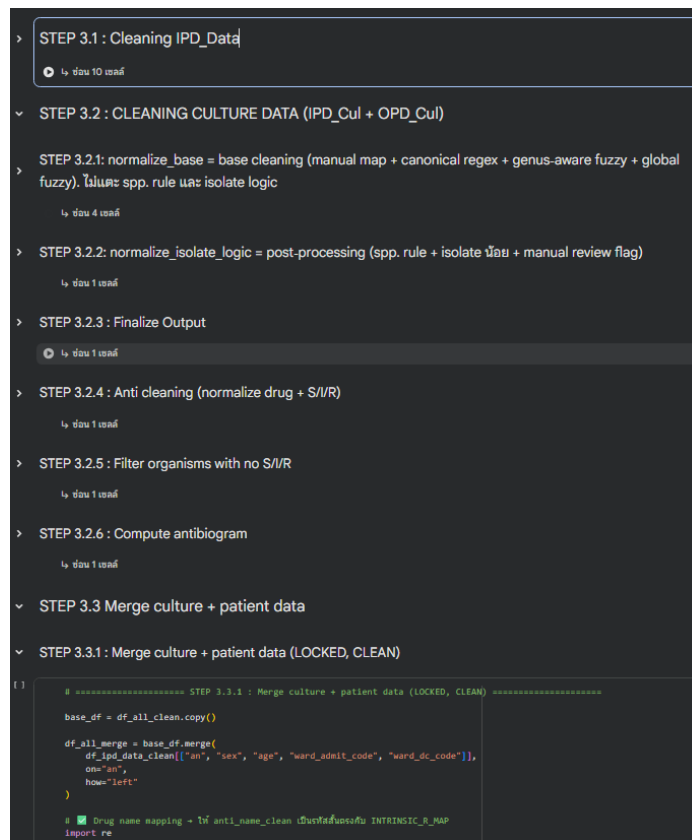 STEP 3.1 : Cleaning IPD_Data
ซ่อน 10 เซลล์
STEP 3.2 : CLEANING CULTURE DATA (IPD_Cul + OPD_Cul)
STEP 3.2.1: normalize_base = base cleaning (manual map + canonical regex + genus-aware fuzzy + global
fuzzy). ไม่แตะ spp. rule และ isolate logic
ซ่อน 4 เซลล์
STEP 3.2.2: normalize_isolate_logic = post-processing (spp. rule + isolate น้อย + manual review flag)
ซ่อน 1 เซลล์
STEP 3.2.3 : Finalize Output
ซ่อน 1 เซลล์
STEP 3.2.4 : Anti cleaning (normalize drug + S/I/R)
ซ่อน 1 เซลล์
STEP 3.2.5 : Filter organisms with no S/I/R
ซ่อน 1 เซลล์
STEP 3.2.6 : Compute antibiogram
ซ่อน 1 เซลล์
STEP 3.3 Merge culture + patient data
STEP 3.3.1 : Merge culture + patient data (LOCKED, CLEAN)
[ ]
# ===================== STEP 3.3.1 : Merge culture + patient data (LOCKED, CLEAN) =====================
base_df = df_all_clean.copy()
df_all_merge = base_df.merge(
df_ipd_data_clean[["an", "sex", "age", "ward_admit_code", "ward_dc_code"]],
on="an",
how="left"
)
# ✅ Drug name mapping → ให้ anti_name_clean เป็นรหัสสั้นตรงกับ INTRINSIC_R_MAP
import re